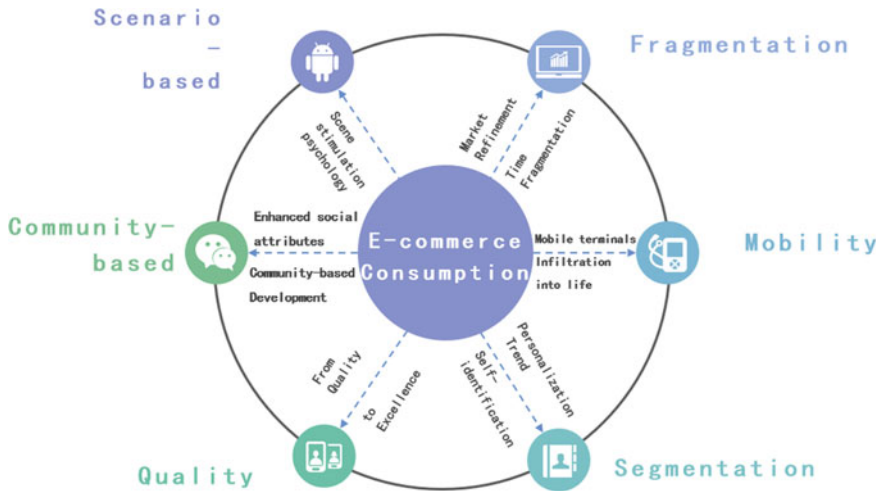 Scenario
-
based
Fragmentation
Scene
stimulation
psychology
Market
Refinement
Time
Fragmentation
Community-
based
Enhanced social
attributes
Community-based
Development
E-commerce
Consumption
Mobile terminals
Infiltration
into life
Mobility
From
Quality
to
Excellence
Self-
identification
Personalization
Trend
Quality
Segmentation